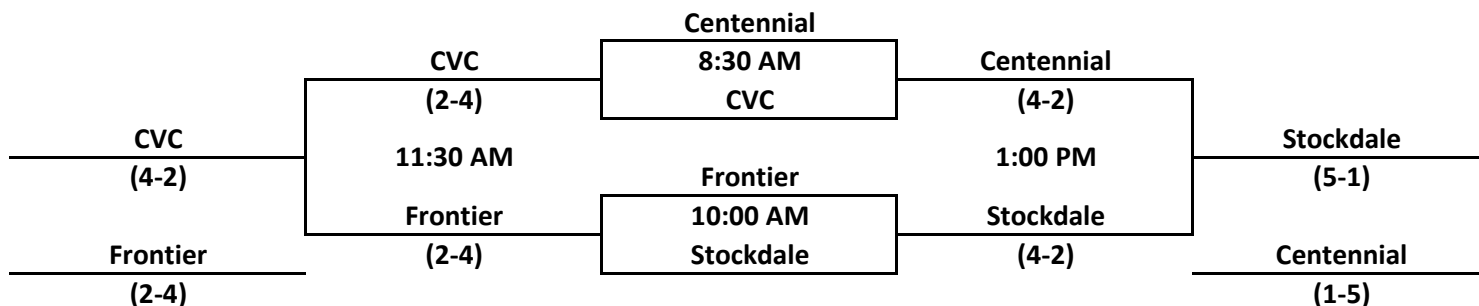 Centennial
CVC 8:30 AM Centennial
(2-4) CVC (4-2)
CVC Stockdale
11:30 AM 1:00 PM
(4-2) (5-1)
Frontier
Frontier 10:00 AM Stockdale
Frontier (2-4) Stockdale (4-2) Centennial
(2-4) (1-5)